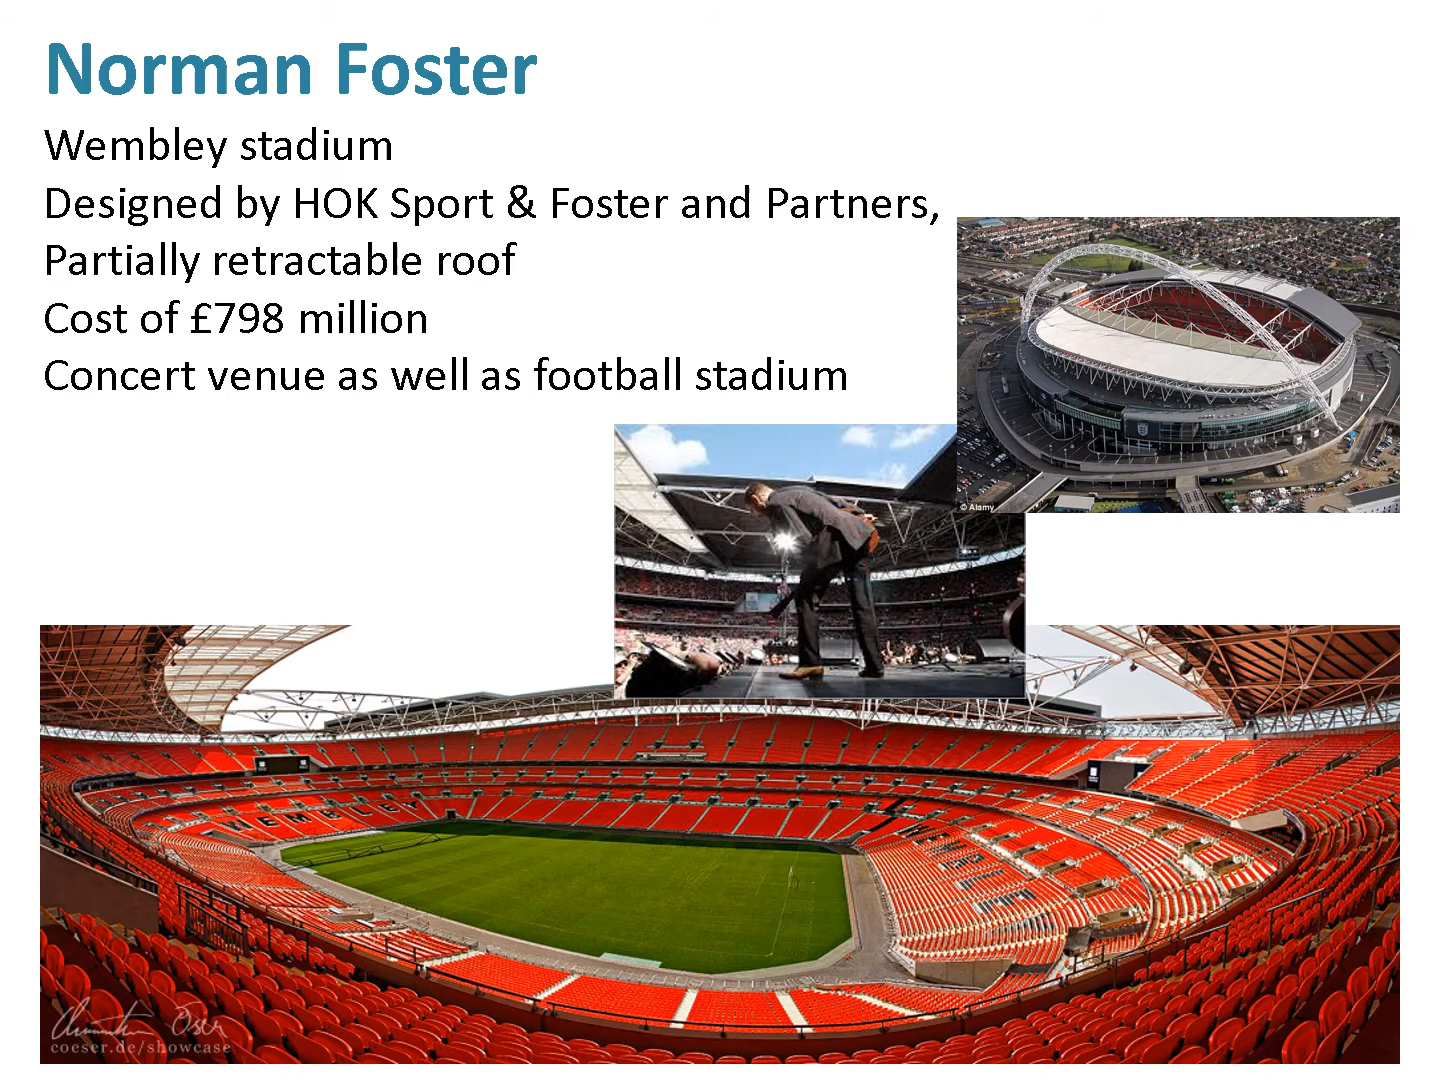 Norman Foster
Wembley stadium
Designed by HOK Sport & Foster and Partners,
Partially retractable roof
Cost of £798 million
Concert venue as well as football stadium
© Alamy
WEMBLEY
coeser.de/showcase